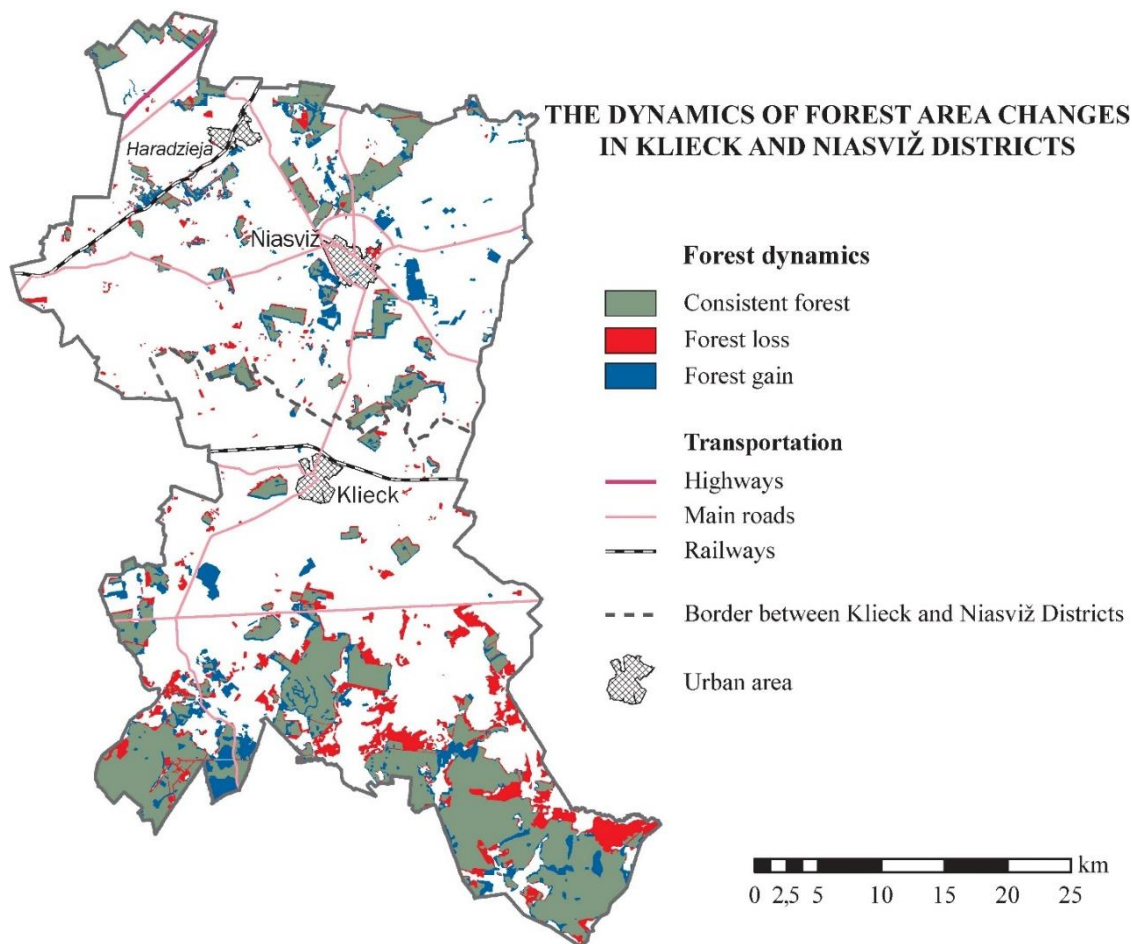 THE DYNAMICS OF FOREST AREA CHANGES
IN KLIECK AND NIASVIŽ DISTRICTS
Haradzieja
Niasviž
Klieck
Forest dynamics
Consistent forest
Forest loss
Forest gain
Transportation
Highways
Main roads
Railways
Border between Klieck and Niasviž Districts
Urban area
km
0 2,5 5 10 15 20 25